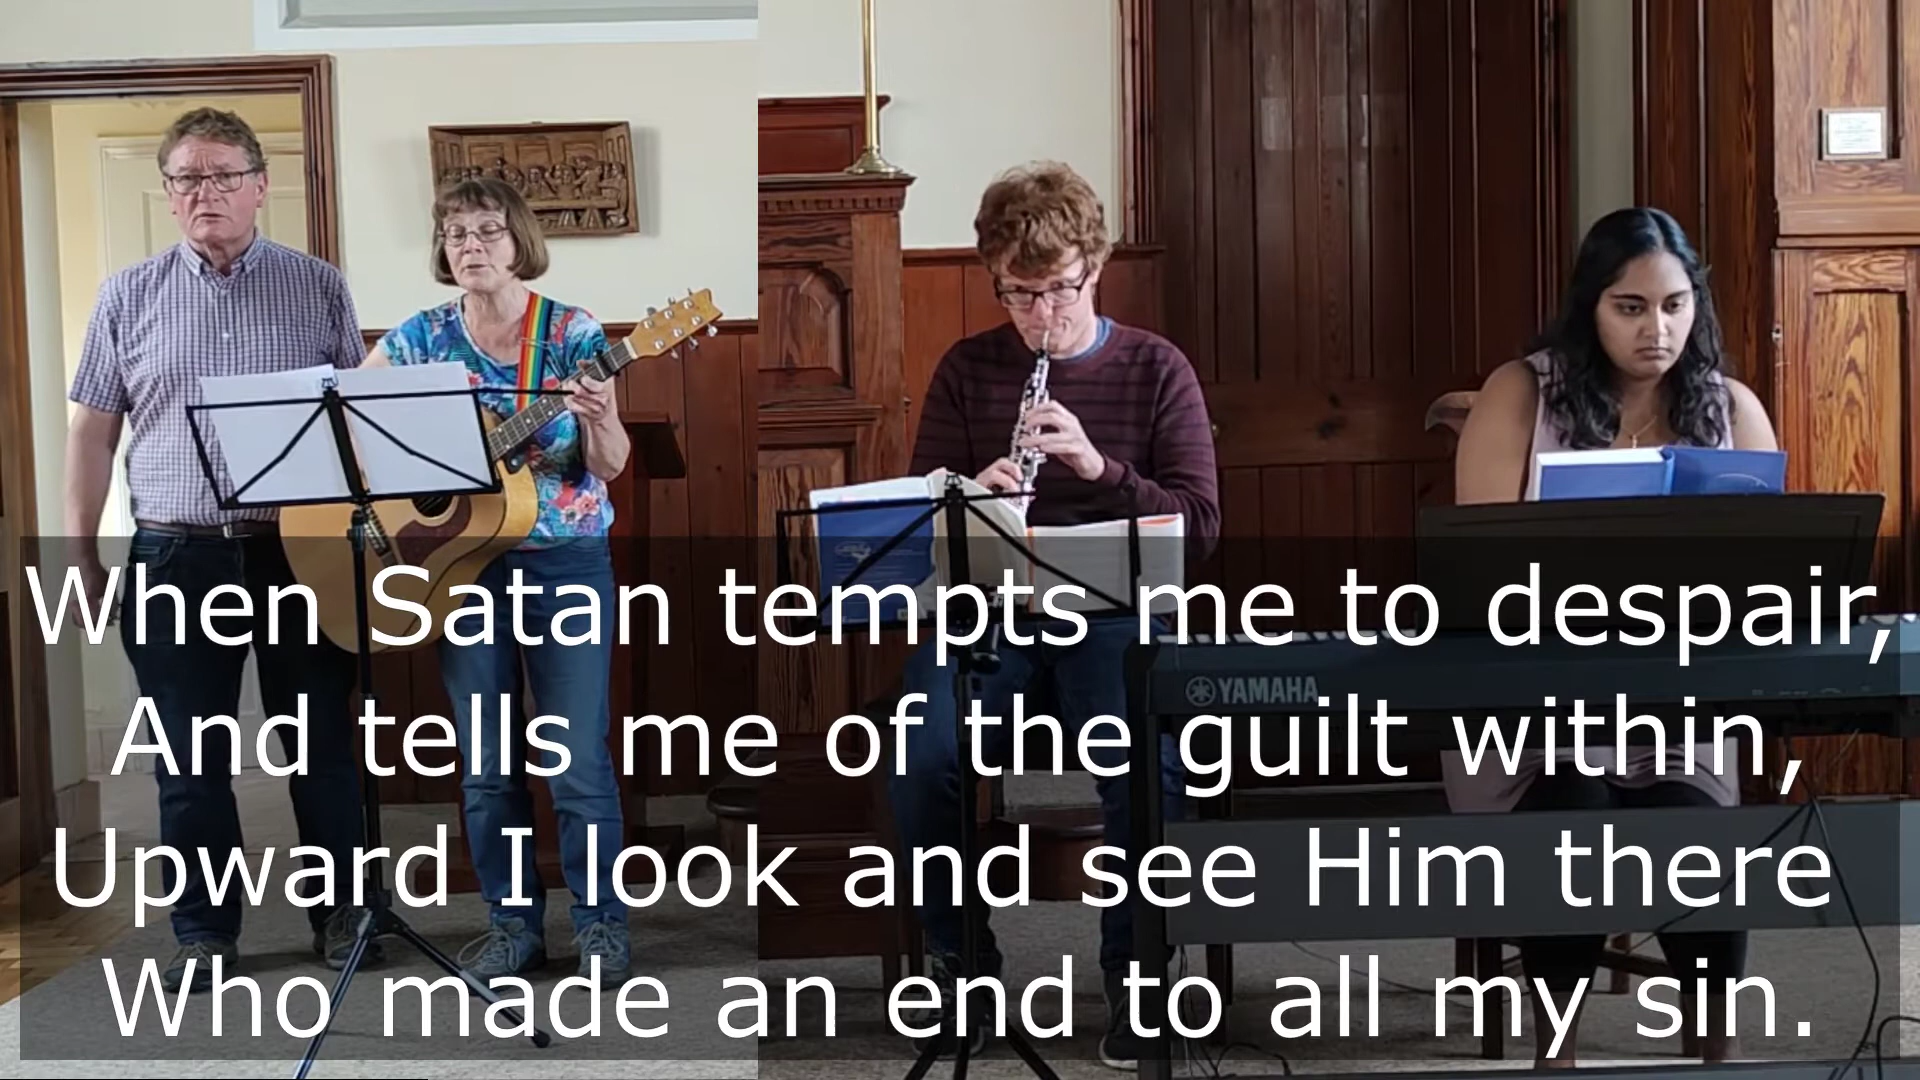 When Satan tempts me to despair,
And tells me of the guilt within,
Upward I look and see Him there
Who made an end to all my sin.
YAMAHA